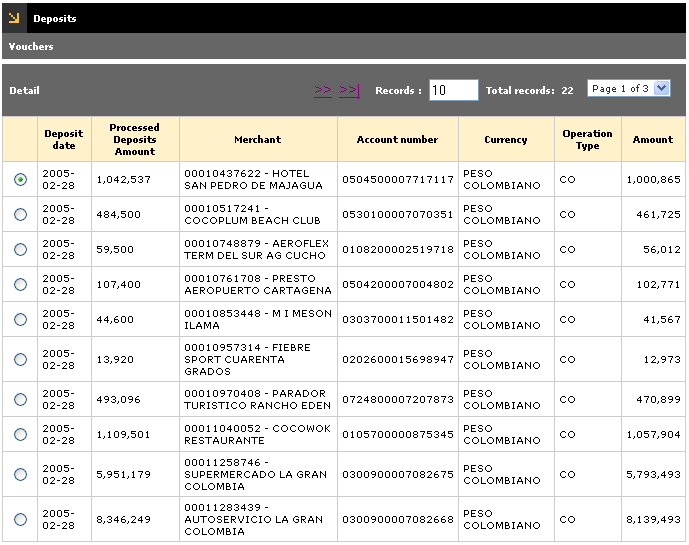 Deposits
Vouchers
Detail >> >>| Records : 10 Total records: 22 Page 1 of 3
Deposit date Processed Deposits Amount Merchant Account number Currency Operation Type Amount
2005-02-28 1,042,537 00010437622 - HOTEL SAN PEDRO DE MAJAGUA 0504500007717117 PESO COLOMBIANO CO 1,000,865
2005-02-28 484,500 00010517241 - COCOPLUM BEACH CLUB 0530100007070351 PESO COLOMBIANO CO 461,725
2005-02-28 59,500 00010748879 - AEROFLEX TERM DEL SUR AG CUCHO 0108200002519718 PESO COLOMBIANO CO 56,012
2005-02-28 107,400 00010761708 - PRESTO AEROPUERTO CARTAGENA 0504200007004802 PESO COLOMBIANO CO 102,771
2005-02-28 44,600 00010853448 - M I MESON ILAMA 0303700011501482 PESO COLOMBIANO CO 41,567
2005-02-28 13,920 00010957314 - FIEBRE SPORT CUARENTA GRADOS 0202600015698947 PESO COLOMBIANO CO 12,973
2005-02-28 493,096 00010970408 - PARADOR TURISTICO RANCHO EDEN 0724800007207873 PESO COLOMBIANO CO 470,899
2005-02-28 1,109,501 00011040052 - COCOWOK RESTAURANTE 0105700000875345 PESO COLOMBIANO CO 1,057,904
2005-02-28 5,951,179 00011258746 - SUPERMERCADO LA GRAN COLOMBIA 0300900007082675 PESO COLOMBIANO CO 5,793,493
2005-02-28 8,346,249 00011283439 - AUTOSERVICIO LA GRAN COLOMBIA 0300900007082668 PESO COLOMBIANO CO 8,139,493